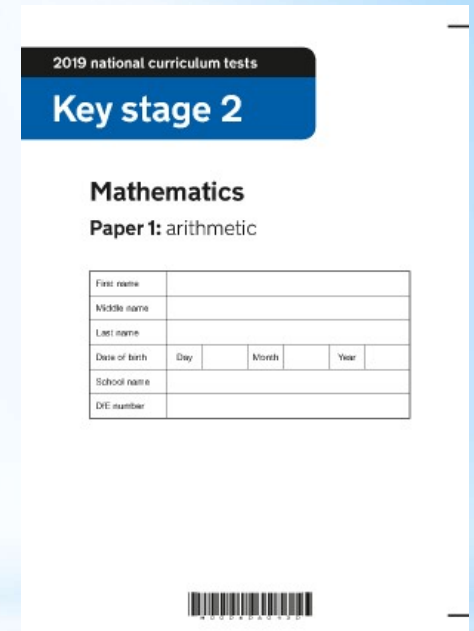 2019 national curriculum tests
Key stage 2
Mathematics
Paper 1: arithmetic
First name
Middle name
Last name
Date of birth Day Month Year
School name
DfE number